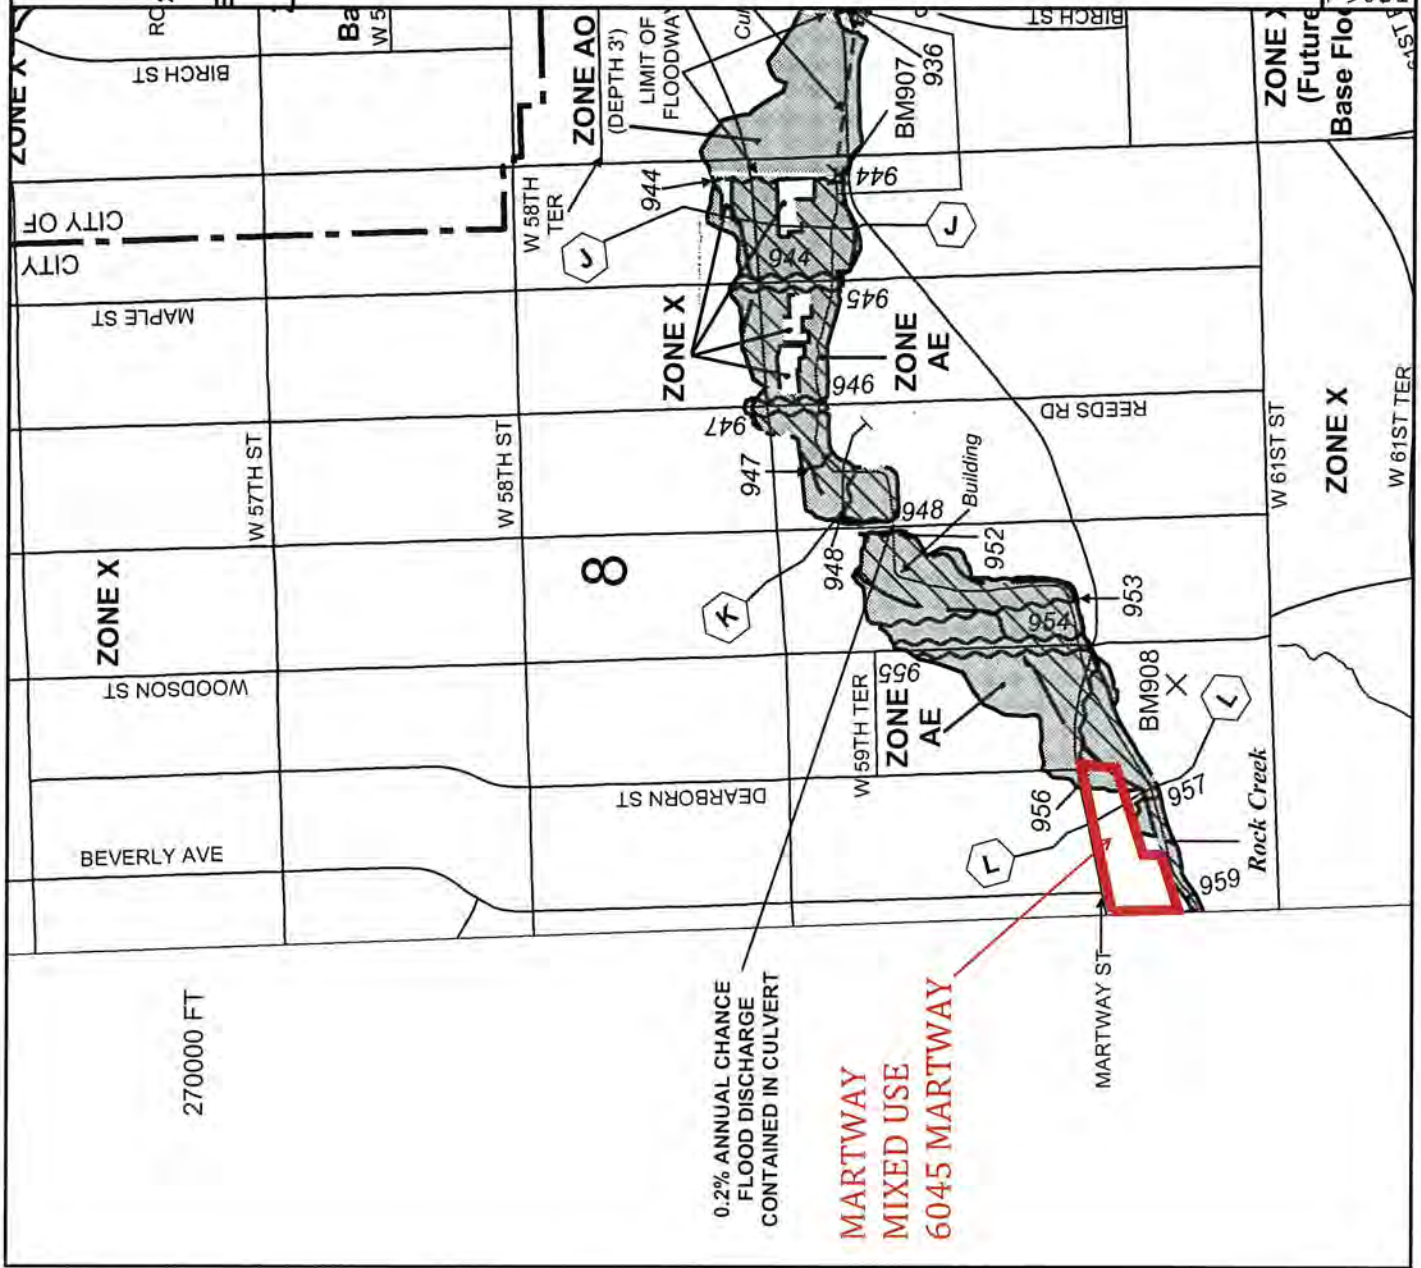 ZONE X
BIRCH ST
W 5
ZONE AO
(DEPTH 3')
LIMIT OF
FLOODWAY
BM907
936
BIRCH ST
ZONE X
(Future
Base Floo
CITY OF
CITY
W 58TH
TER
944
944
J
J
944
MAPLE ST
945
ZONE X
ZONE
AE
946
947
REEDS RD
W 57TH ST
W 58TH ST
947
Building
W 61ST ST
ZONE X
W 61ST TER
ZONE X
8
948
948
952
K
953
954
WOODSON ST
W 59TH TER
955
ZONE
AE
BM908
L
DEARBORN ST
956
957
BEVERLY AVE
L
959
Rock Creek
270000 FT
0.2% ANNUAL CHANCE
FLOOD DISCHARGE
CONTAINED IN CULVERT
MARTWAY ST
MARTWAY
MIXED USE
6045 MARTWAY